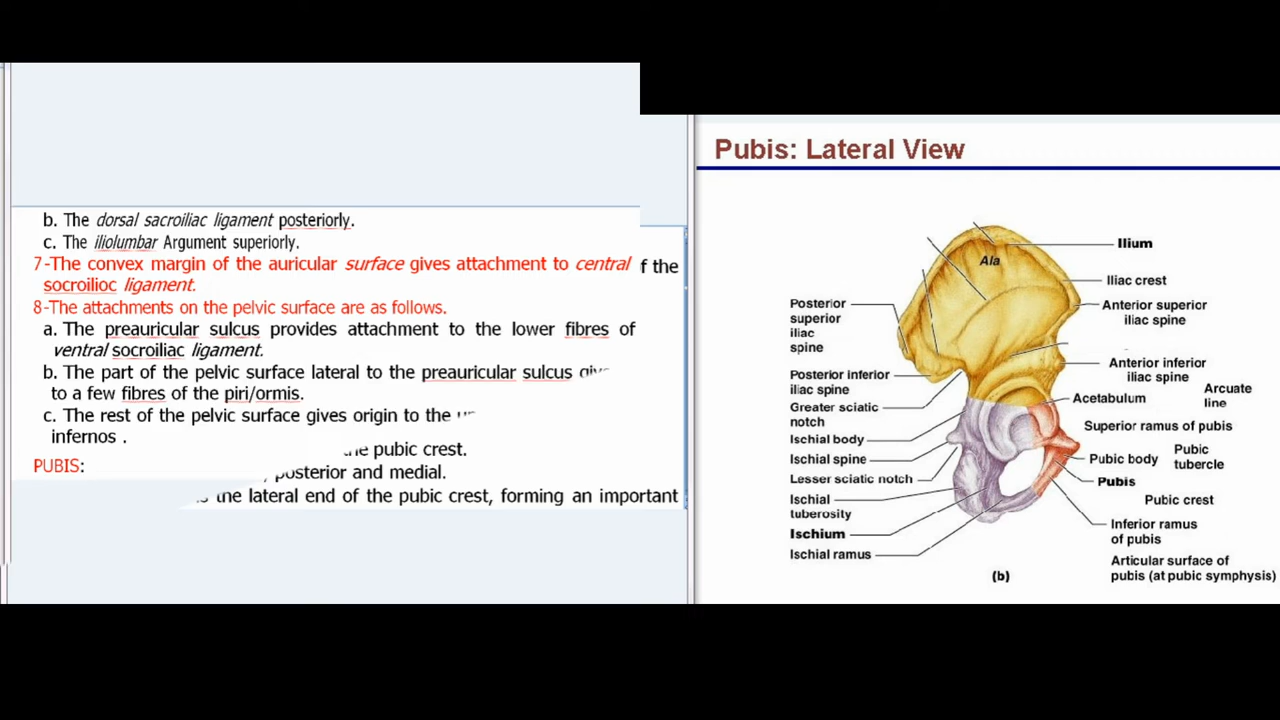 b. The dorsal sacroiliac ligament posteriorly.
c. The iliolumbar Argument superiorly.
7-The convex margin of the auricular surface gives attachment to central
f the
socroilioc ligament.
8-The attachments on the pelvic surface are as follows.
a. The preauricular sulcus provides attachment to the lower fibres of
ventral socroiliac ligament.
b. The part of the pelvic surface lateral to the preauricular sulcus
to a few fibres of the piri/ormis.
c. The rest of the pelvic surface gives origin to the
infernos .
the pubic crest.
PUBIS:
posterior and medial.
the lateral end of the pubic crest, forming an important
Pubis: Lateral View
Ala
Ilium
Iliac crest
Anterior superior
iliac spine
Posterior
superior
iliac
spine
Anterior inferior
iliac spine
Posterior inferior
iliac spine
Acetabulum
Arcuate
line
Greater sciatic
notch
Superior ramus of pubis
Ischial body
Ischial spine
Pubic body
Pubic
tubercle
Lesser sciatic notch
Pubis
Ischial
tuberosity
Pubic crest
Ischium
Inferior ramus
of pubis
Ischial ramus
Articular surface of
pubis (at pubic symphysis)
(b)